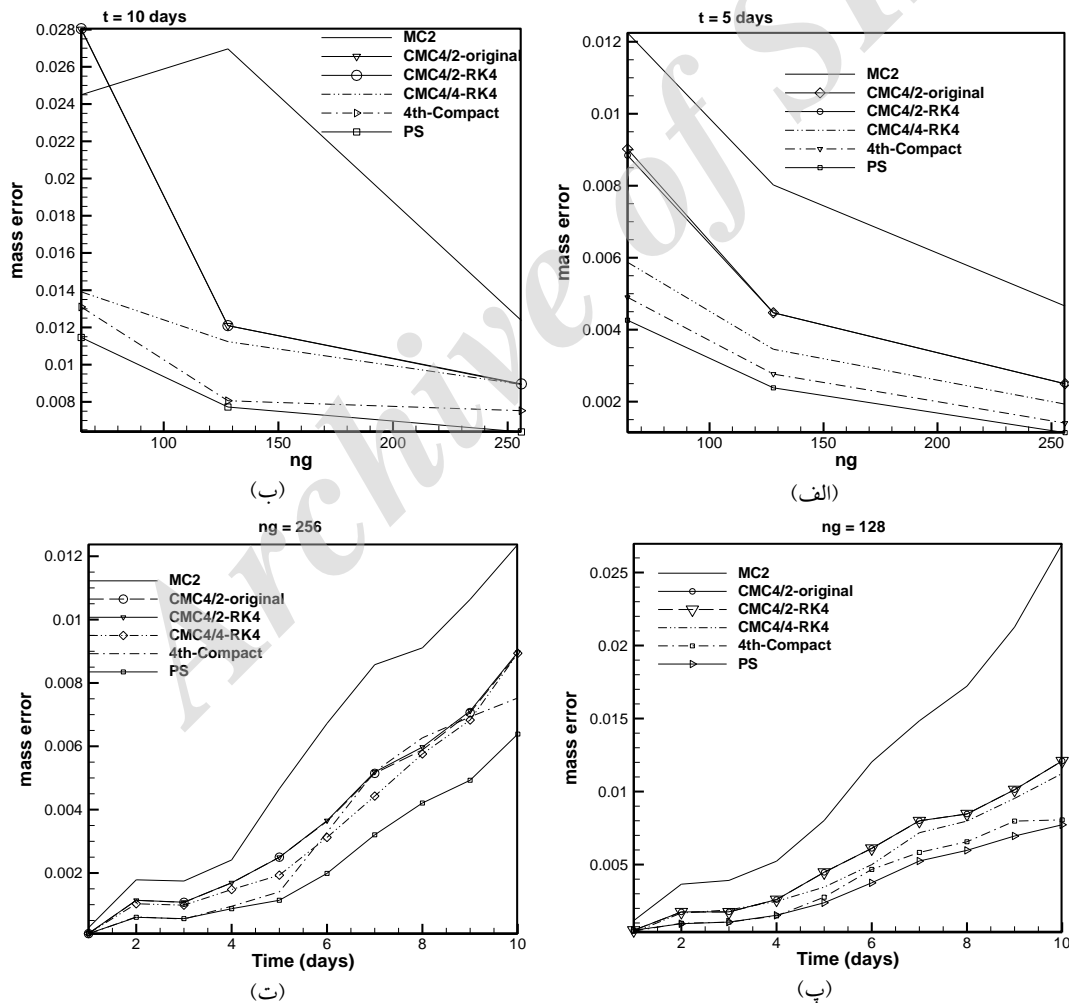 t = 10 days
0.028
0.026
0.024
0.022
0.02
0.018
0.016
0.014
0.012
0.01
0.008
mass error
MC2
CMC4/2-original
CMC4/2-RK4
CMC4/4-RK4
4th-Compact
PS
100
150
200
250
ng
(ب)
t = 5 days
0.012
0.01
0.008
0.006
0.004
0.002
mass error
MC2
CMC4/2-original
CMC4/2-RK4
CMC4/4-RK4
4th-Compact
PS
100
150
200
250
ng
(الف)
ng = 256
0.012
0.01
0.008
0.006
0.004
0.002
mass error
MC2
CMC4/2-original
CMC4/2-RK4
CMC4/4-RK4
4th-Compact
PS
2
4
6
8
10
Time (days)
(ت)
ng = 128
0.025
0.02
0.015
0.01
0.005
mass error
MC2
CMC4/2-original
CMC4/2-RK4
CMC4/4-RK4
4th-Compact
PS
2
4
6
8
10
Time (days)
(پ)
Archive of